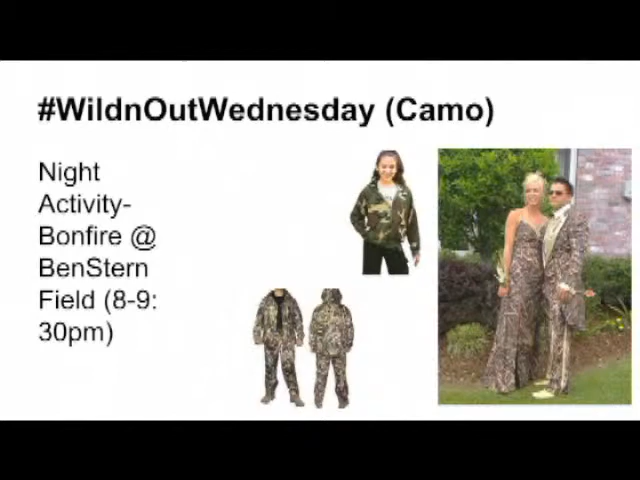 #WildnOutWednesday (Camo)
Night
Activity-
Bonfire @
BenStern
Field (8-9:
30pm)